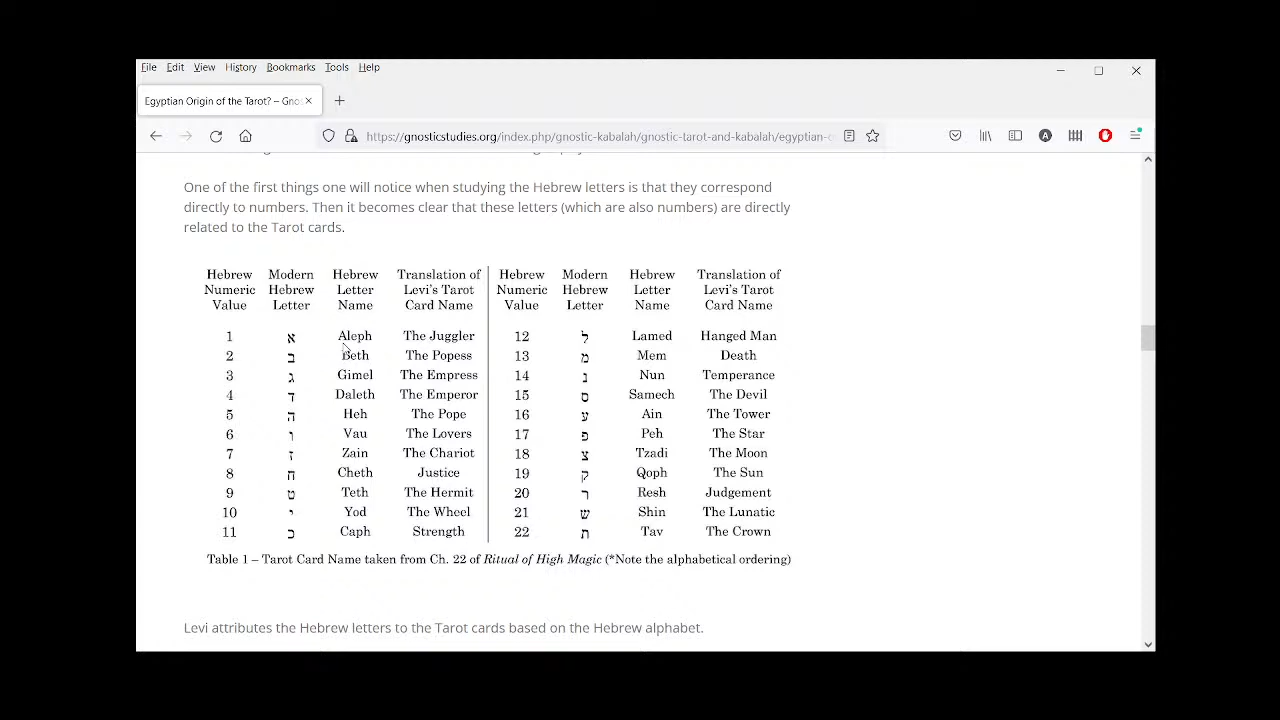 File Edit View History Bookmarks Tools Help
Egyptian Origin of the Tarot? – Gno
https://gnosticstudies.org/index.php/gnostic-kabalah/gnostic-tarot-and-kabalah/egyptian-
One of the first things one will notice when studying the Hebrew letters is that they correspond
directly to numbers. Then it becomes clear that these letters (which are also numbers) are directly
related to the Tarot cards.
Hebrew Modern Hebrew Translation of Hebrew Modern Hebrew Translation of
Numeric Hebrew Letter Levi's Tarot Numeric Hebrew Letter Levi's Tarot
Value Letter Name Card Name Value Letter Name Card Name
1 א Aleph The Juggler 12 ל Lamed Hanged Man
2 ב Beth The Popess 13 מ Mem Death
3 ג Gimel The Empress 14 נ Nun Temperance
4 ד Daleth The Emperor 15 ס Samech The Devil
5 ה Heh The Pope 16 ע Ain The Tower
6 ו Vau The Lovers 17 פ Peh The Star
7 ז Zain The Chariot 18 צ Tzadi The Moon
8 ח Cheth Justice 19 ק Qoph The Sun
9 ט Teth The Hermit 20 ר Resh Judgement
10 י Yod The Wheel 21 ש Shin The Lunatic
11 כ Caph Strength 22 ת Tav The Crown
Table 1 – Tarot Card Name taken from Ch. 22 of Ritual of High Magic (*Note the alphabetical ordering)
Levi attributes the Hebrew letters to the Tarot cards based on the Hebrew alphabet.